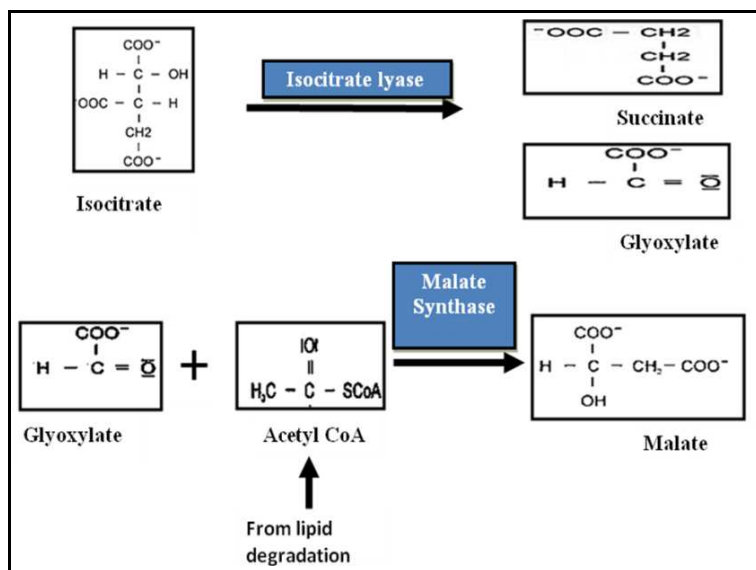 COO⁻
H – C – OH
⁻OOC – C – H
CH2
COO⁻
Isocitrate
Isocitrate lyase
⁻OOC – CH2
CH2
COO⁻
Succinate
COO⁻
H – C = O
Glyoxylate
COO⁻
H – C = O
Glyoxylate
+
|O|
||
H₃C – C – SCoA
Acetyl CoA
From lipid
degradation
Malate
Synthase
COO⁻
H – C – CH₂–COO⁻
OH
Malate